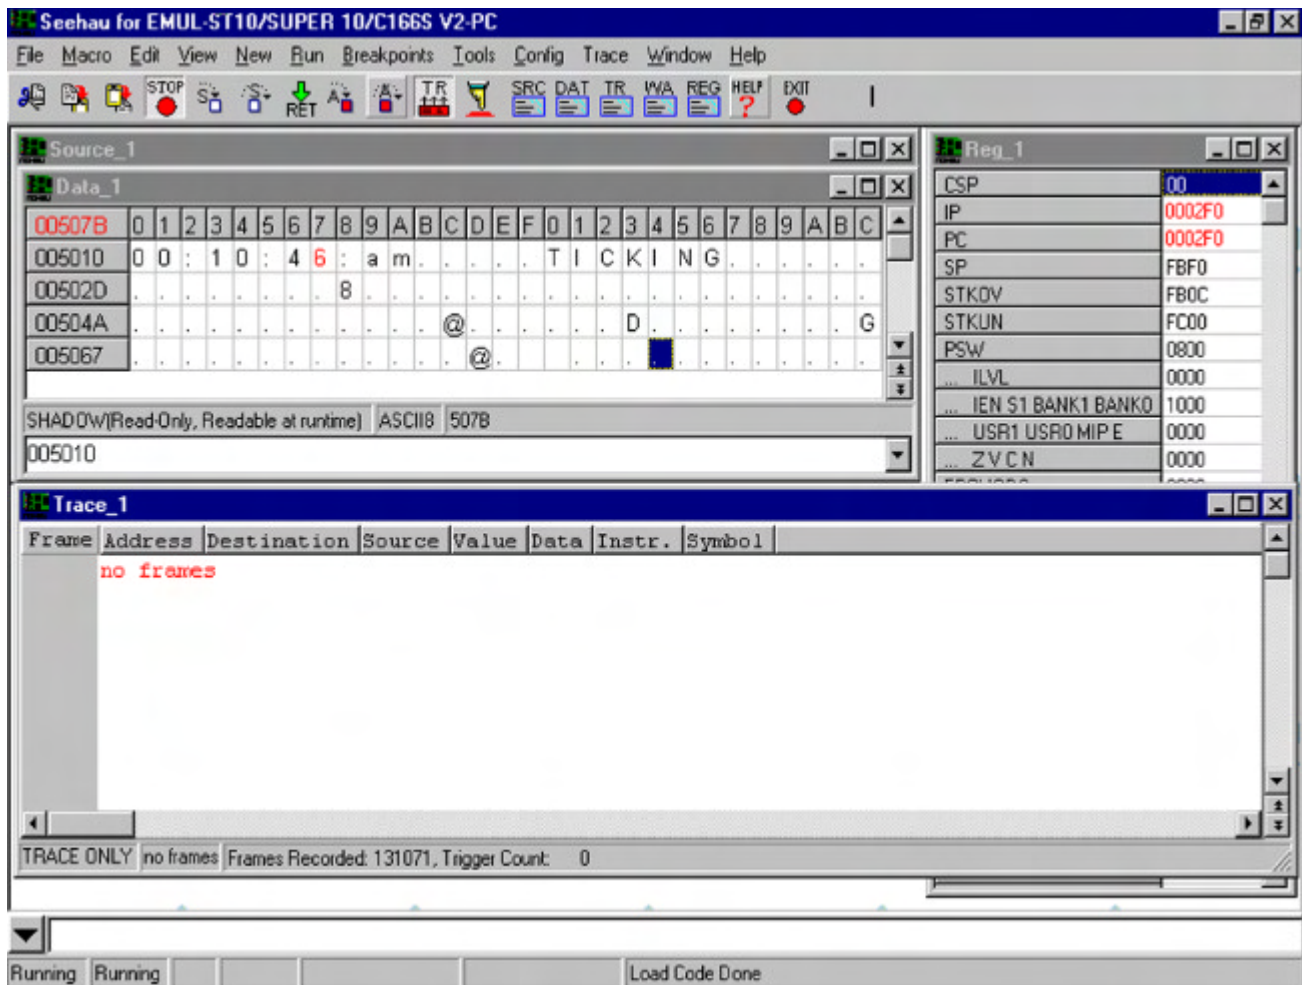 Seehau for EMUL-ST10/SUPER 10/C166S V2-PC
File Macro Edit View New Run Breakpoints Tools Config Trace Window Help
STOP RET TR SRC DAT TR WA REG HELP EXIT
Source_1
Data_1
00507B 0 1 2 3 4 5 6 7 8 9 A B C D E F 0 1 2 3 4 5 6 7 8 9 A B C
005010 0 0 : 1 0 : 4 6 : a m . . . . . T I C K I N G . . . . . .
00502D . . . . . . . . 8 . . . . . . . . . . . . . . . . . . . .
00504A . . . . . . . . . . . . @ . . . . . . D . . . . . . . . G
005067 . . . . . . . . . . . . . @ . . . . . . . . . . . . . . .
SHADOW(Read-Only, Readable at runtime) ASCII8 507B
005010
Reg_1
CSP 00
IP 0002F0
PC 0002F0
SP FBF0
STKOV FB0C
STKUN FC00
PSW 0800
... ILVL 0000
... IEN S1 BANK1 BANK0 1000
... USR1 USR0 MIP E 0000
... Z V C N 0000
Trace_1
Frame Address Destination Source Value Data Instr. Symbol
no frames
TRACE ONLY no frames Frames Recorded: 131071, Trigger Count: 0
Running Running Load Code Done